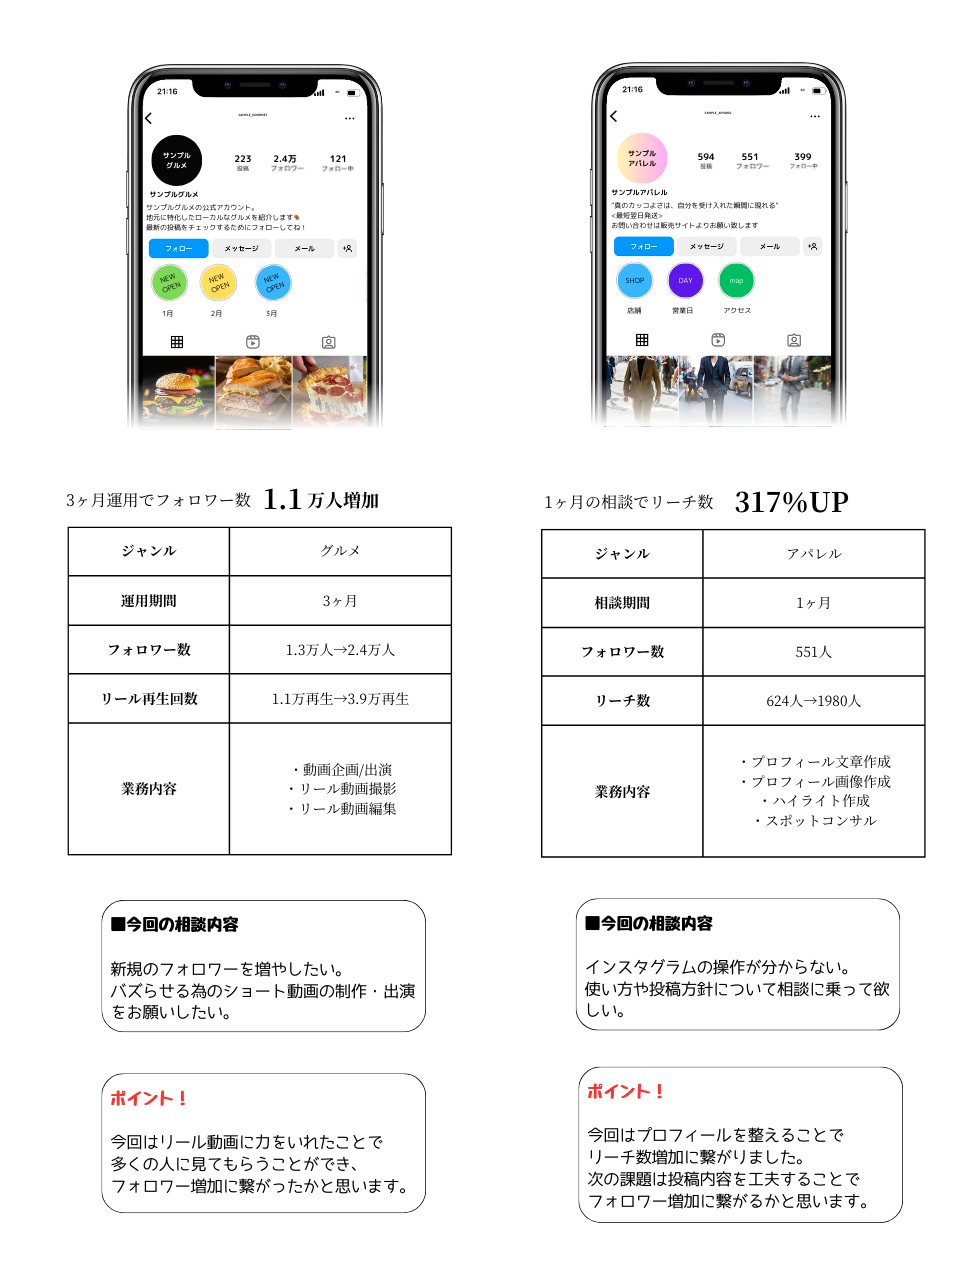 21:16
SAMPLE_GOURMET
サンプル
グルメ
223
2.4万
121
投稿
フォロワー
フォロー中
サンプルグルメ
サンプルグルメの公式アカウント。
地元に特化したローカルなグルメを紹介します
最新の投稿をチェックするためにフォローしてね！
フォロー
メッセージ
メール
NEW
OPEN
NEW
OPEN
NEW
OPEN
1月
2月
3月
3ヶ月運用でフォロワー数 1.1万人増加
ジャンル グルメ
運用期間 3ヶ月
フォロワー数 1.3万人→2.4万人
リール再生回数 1.1万再生→3.9万再生
業務内容
・動画企画/出演
・リール動画撮影
・リール動画編集
■今回の相談内容
新規のフォロワーを増やしたい。
バズらせる為のショート動画の制作・出演
をお願いしたい。
ポイント！
今回はリール動画に力をいれたことで
多くの人に見てもらうことができ、
フォロワー増加に繋がったかと思います。
21:16
SAMPLE_APPAREL
サンプル
アパレル
594
551
399
投稿
フォロワー
フォロー中
サンプルアパレル
"真のカッコよさは、自分を受け入れた瞬間に現れる"
<最短翌日発送>
お問い合わせは販売サイトよりお願い致します
フォロー
メッセージ
メール
SHOP
DAY
map
店舗
営業日
アクセス
1ヶ月の相談でリーチ数 317%UP
ジャンル アパレル
相談期間 1ヶ月
フォロワー数 551人
リーチ数 624人→1980人
業務内容
・プロフィール文章作成
・プロフィール画像作成
・ハイライト作成
・スポットコンサル
■今回の相談内容
インスタグラムの操作が分からない。
使い方や投稿方針について相談に乗って欲
しい。
ポイント！
今回はプロフィールを整えることで
リーチ数増加に繋がりました。
次の課題は投稿内容を工夫することで
フォロワー増加に繋がるかと思います。